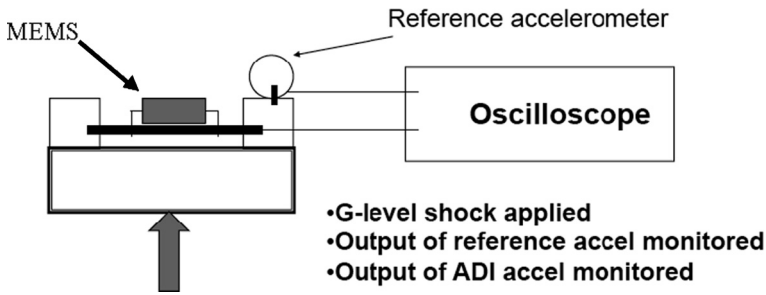 Reference accelerometer
MEMS
Oscilloscope
•G-level shock applied
•Output of reference accel monitored
•Output of ADI accel monitored